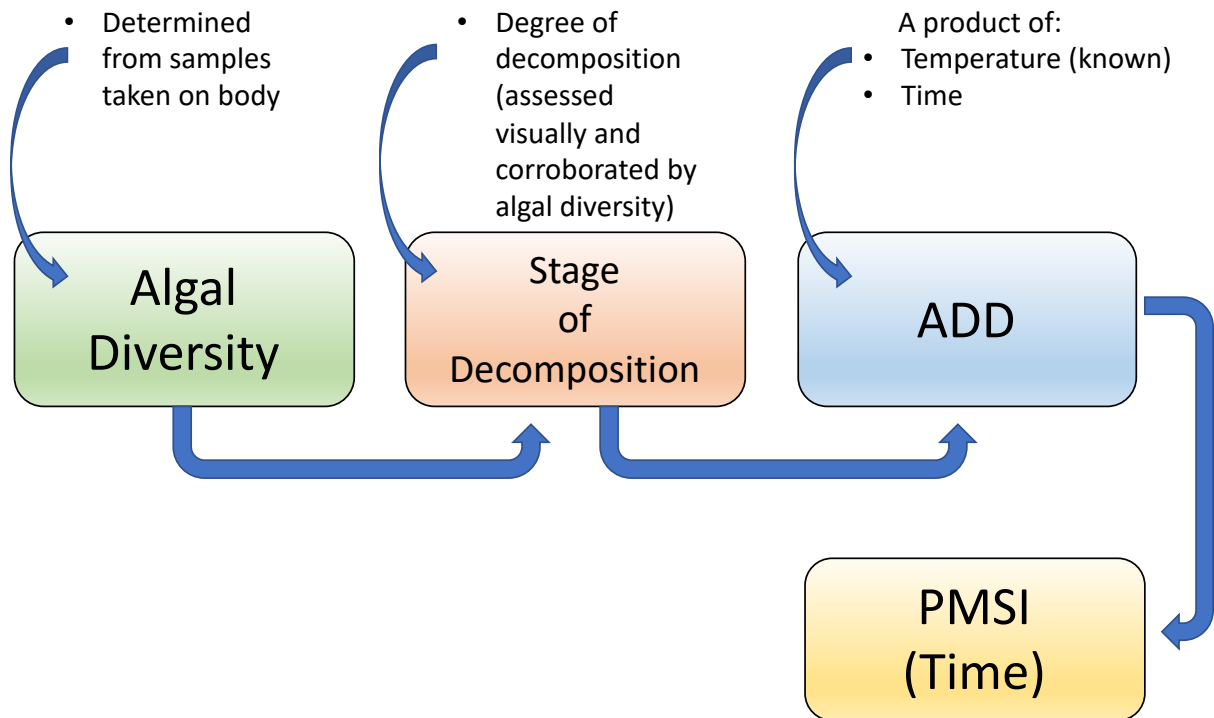 • Determined
from samples
taken on body
• Degree of
decomposition
(assessed
visually and
corroborated by
algal diversity)
A product of:
• Temperature (known)
• Time
Algal
Diversity
Stage
of
Decomposition
ADD
PMSI
(Time)